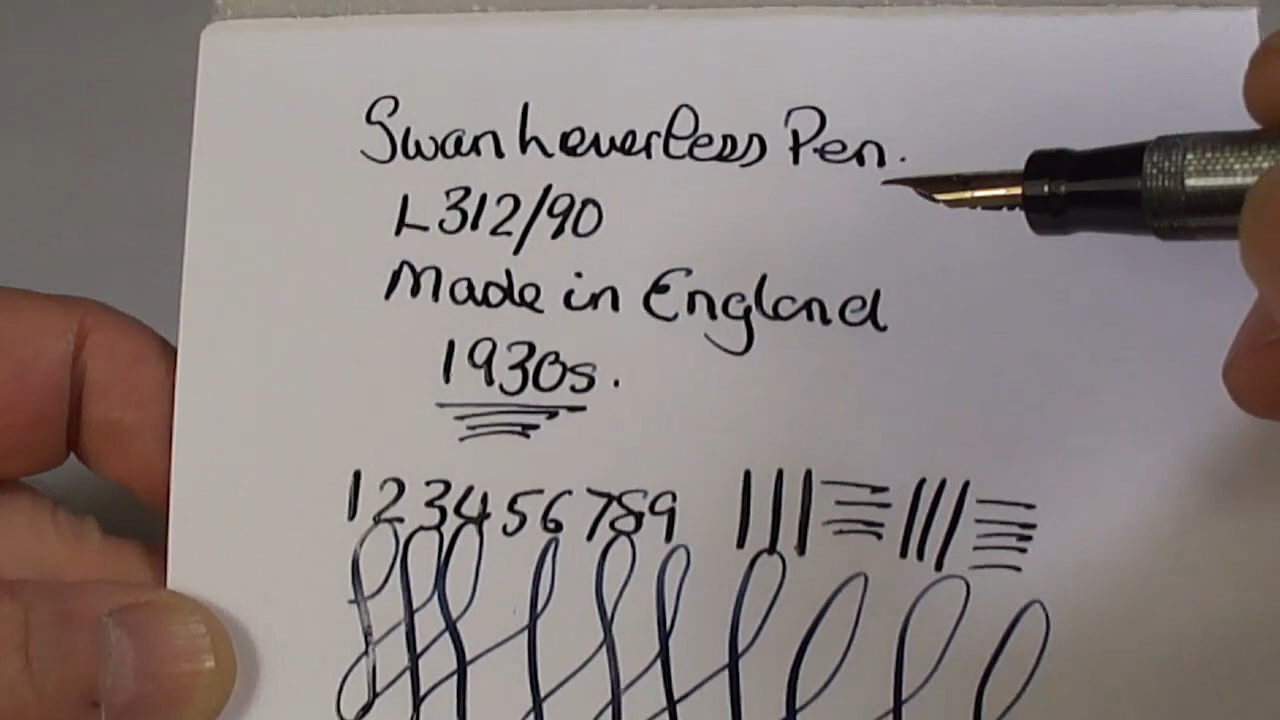 Swan Leverless Pen.
L312/90
Made in England
1930s.
123456789